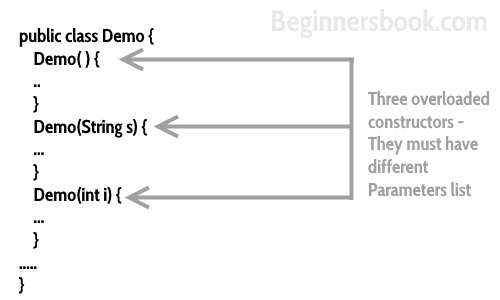 Beginnersbook.com
public class Demo {
Demo( ) {
..
}
Demo(String s) {
...
}
Demo(int i) {
...
}
.....
}
Three overloaded
constructors -
They must have
different
Parameters list